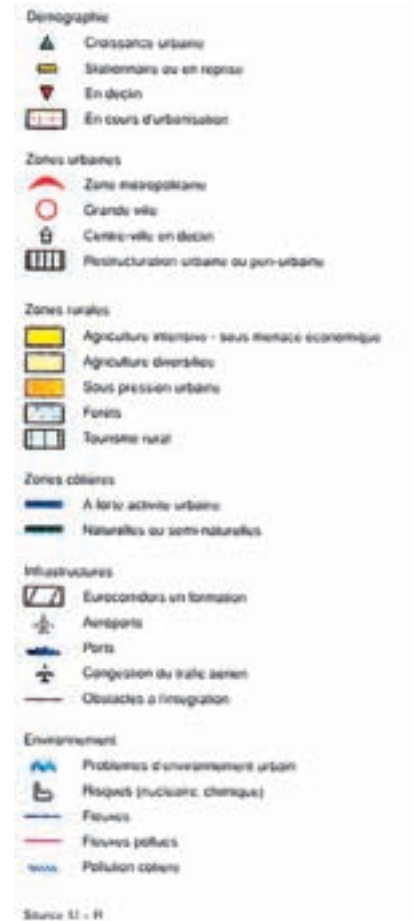 Démographie
Croissance urbaine
Stationnaire ou en reprise
En déclin
En cours d'urbanisation
Zones urbaines
Zone métropolitaine
Grande ville
Centre-ville en déclin
Restructuration urbaine ou péri-urbaine
Zones rurales
Agriculture intensive - sous menace économique
Agriculture diversifiée
Sous pression urbaine
Forêts
Tourisme rural
Zones côtières
A forte activité urbaine
Naturelles ou semi-naturelles
Infrastructures
Eurocorridors en formation
Aéroports
Ports
Congestion du trafic aérien
Obstacles à l'intégration
Environnement
Problèmes d'environnement urbain
Risques (nucléaire, chimique)
Fleuves
Fleuves pollués
Pollution côtière
Source